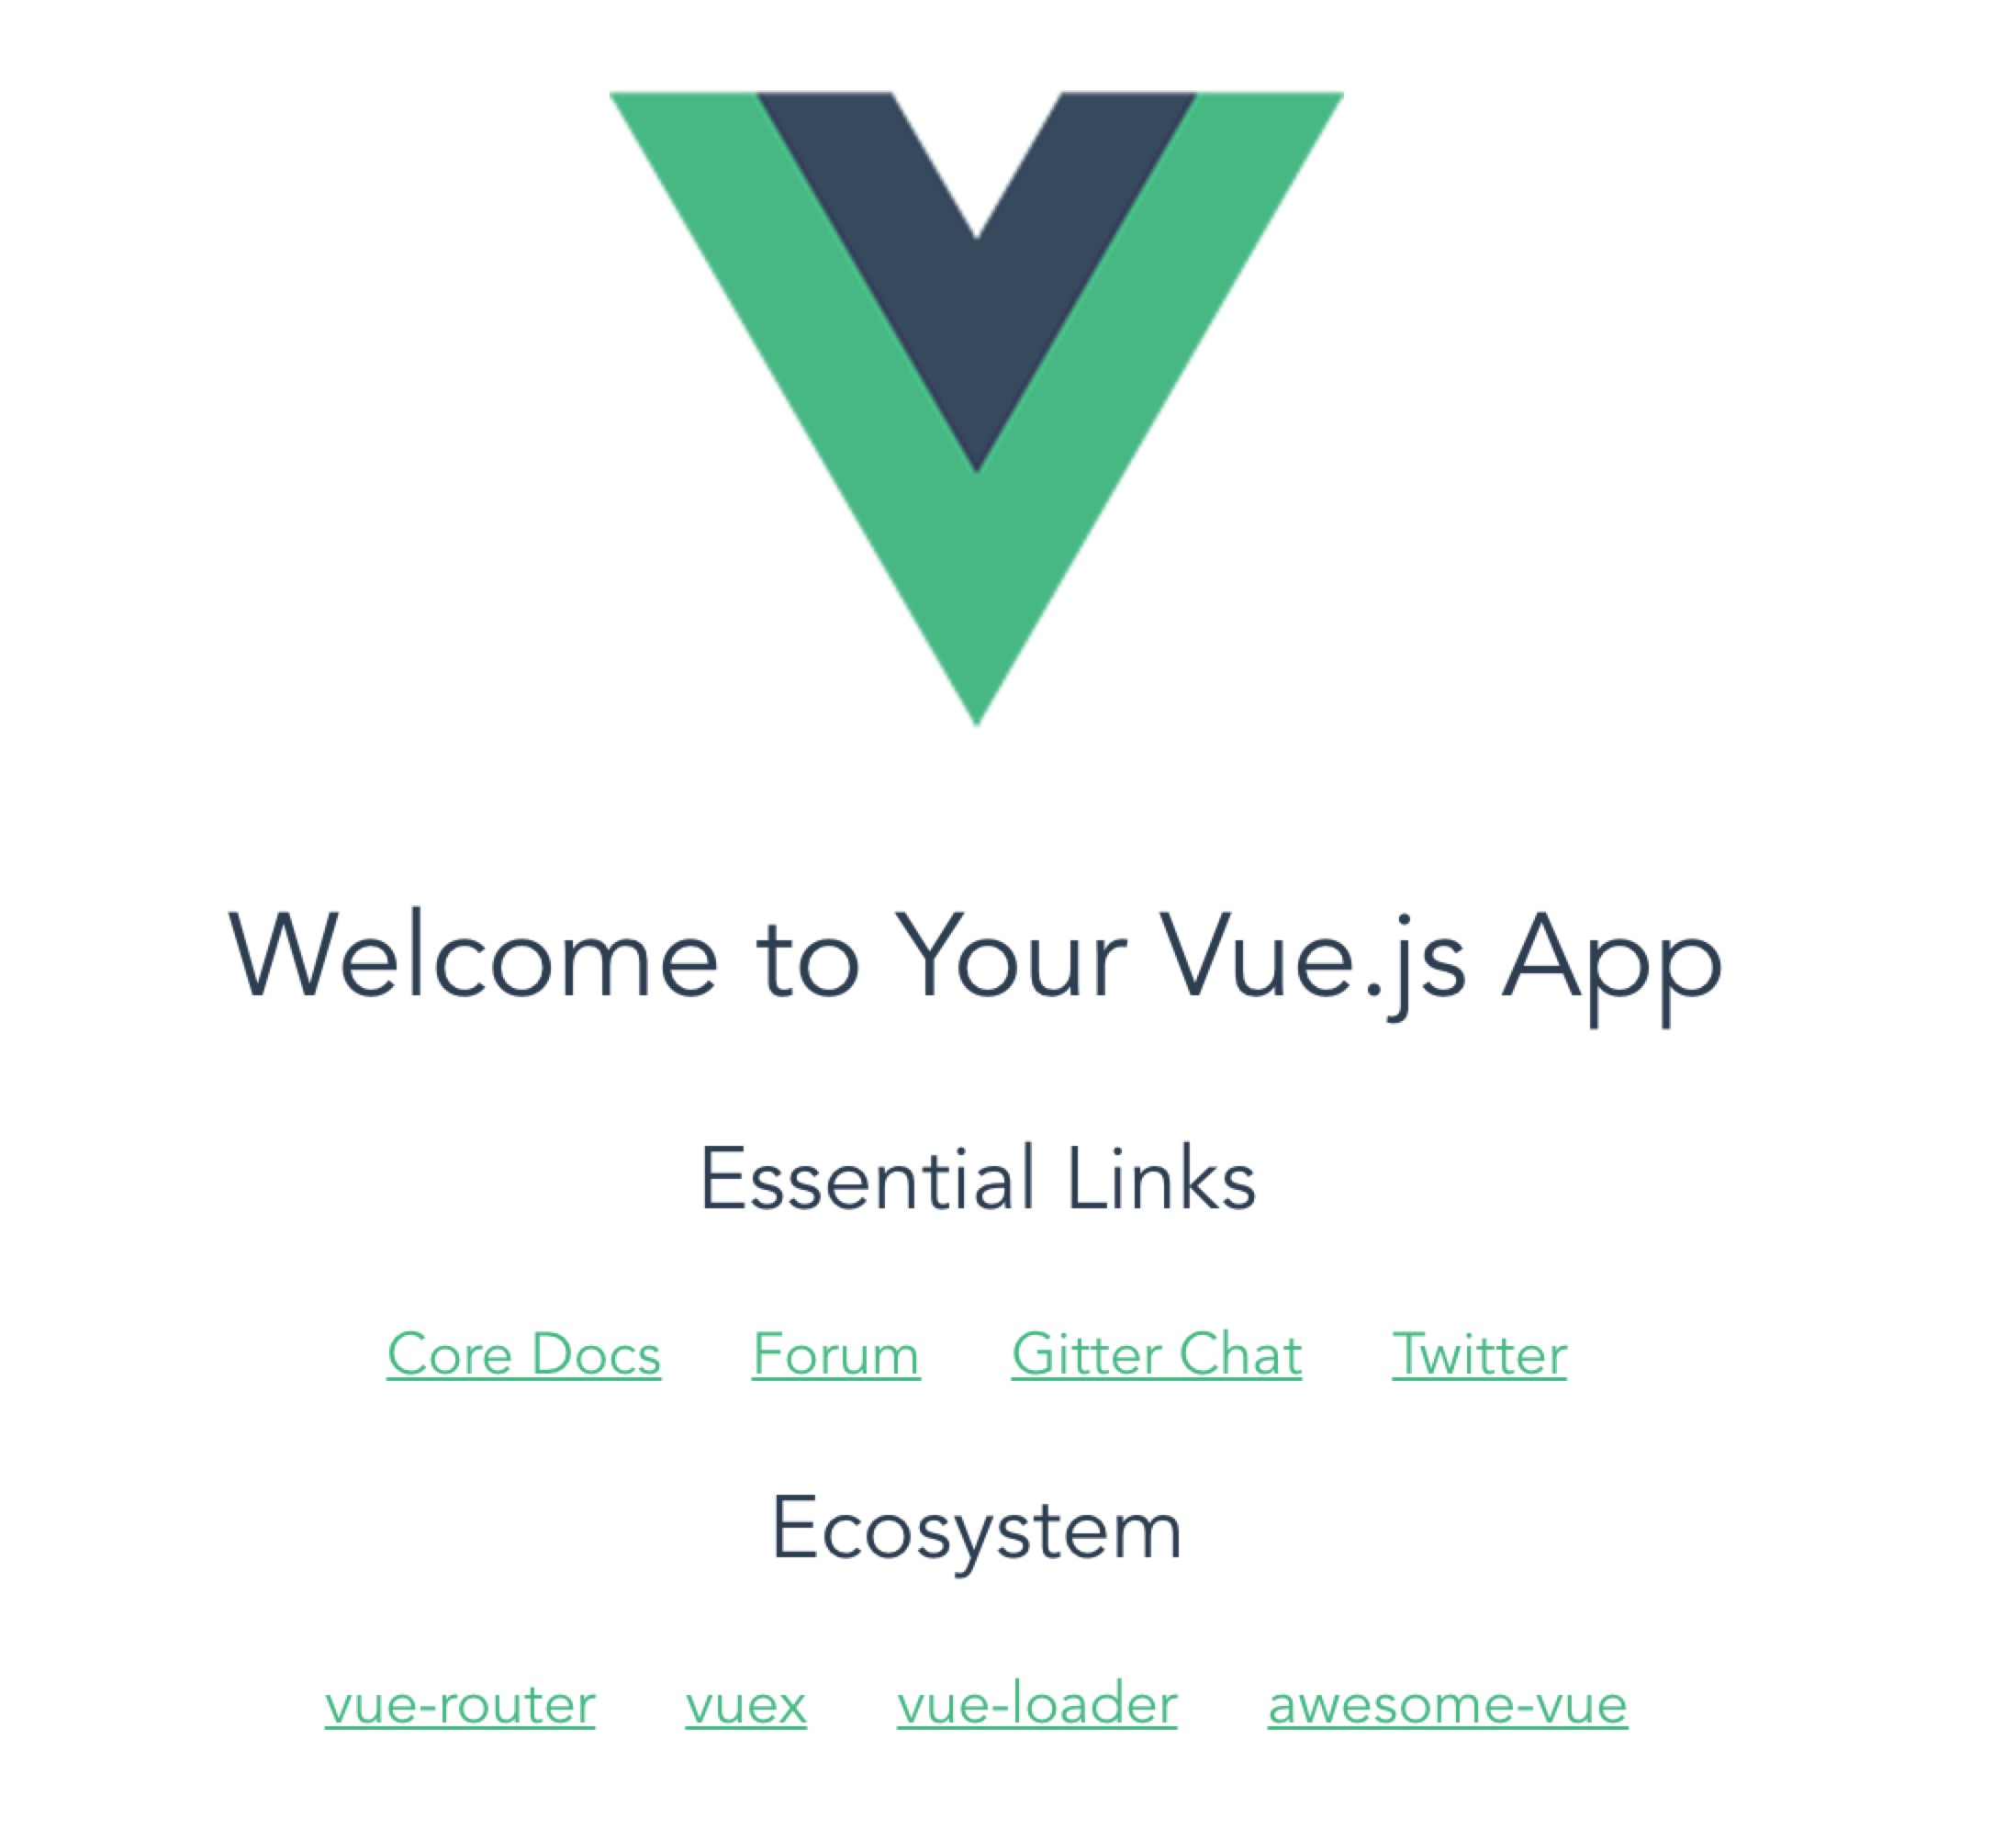 Welcome to Your Vue.js App
Essential Links
Core Docs Forum Gitter Chat Twitter
Ecosystem
vue-router vuex vue-loader awesome-vue